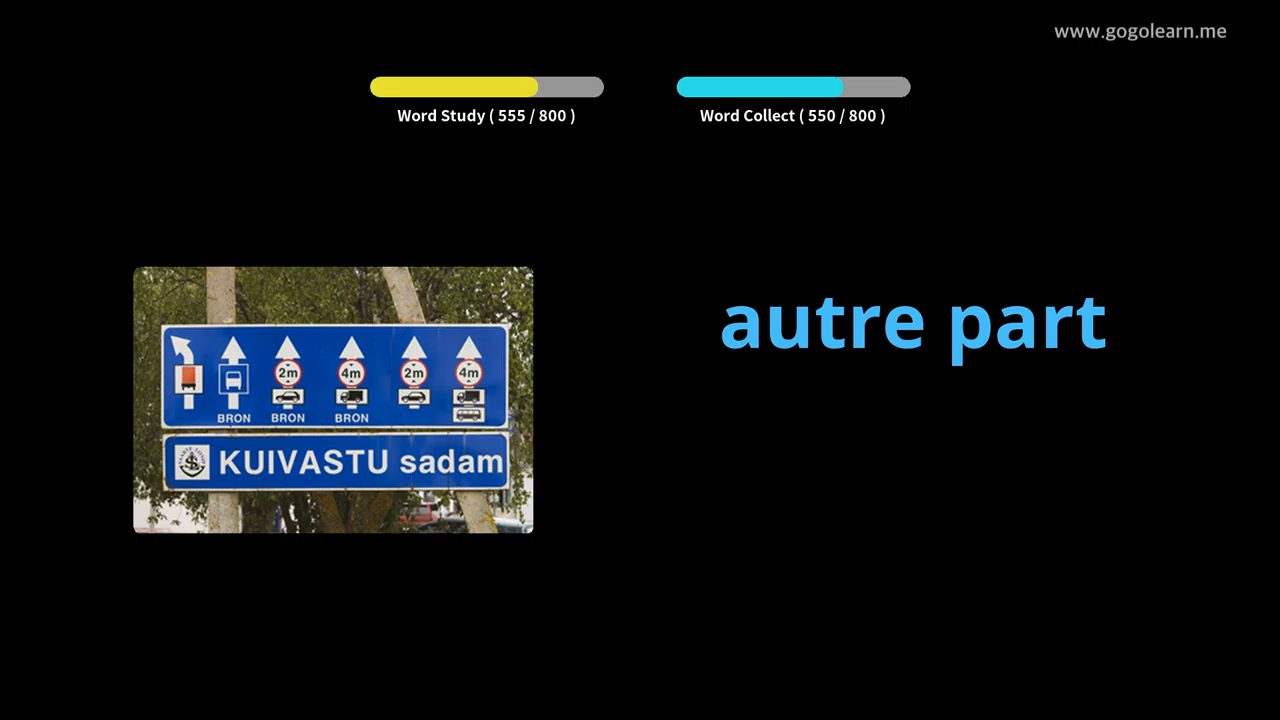 www.gogolearn.me
Word Study ( 555 / 800 )
Word Collect ( 550 / 800 )
autre part
2m 4m 2m 4m
BRON BRON BRON
KUIVASTU sadam